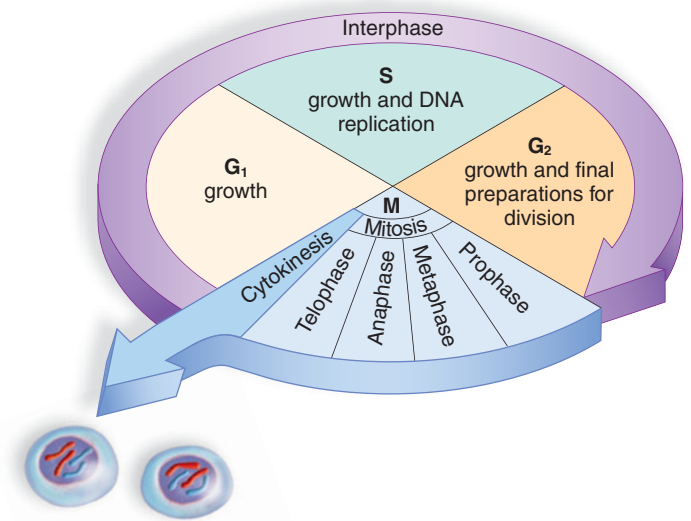 Interphase
S
growth and DNA
replication
G₁
growth
G₂
growth and final
preparations for
division
M
Mitosis
Cytokinesis
Telophase
Anaphase
Metaphase
Prophase